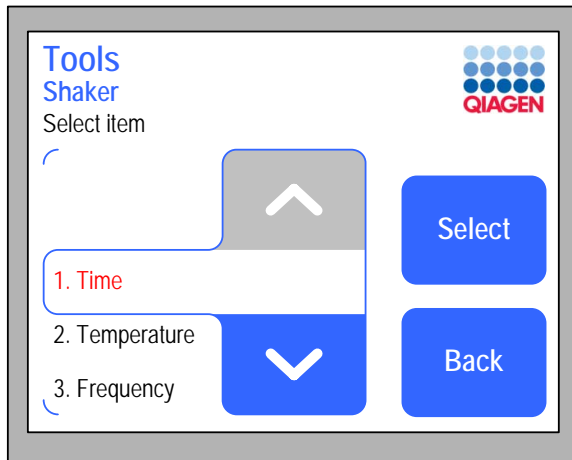 Tools
Shaker
Select item
QIAGEN
Select
1. Time
2. Temperature
3. Frequency
Back